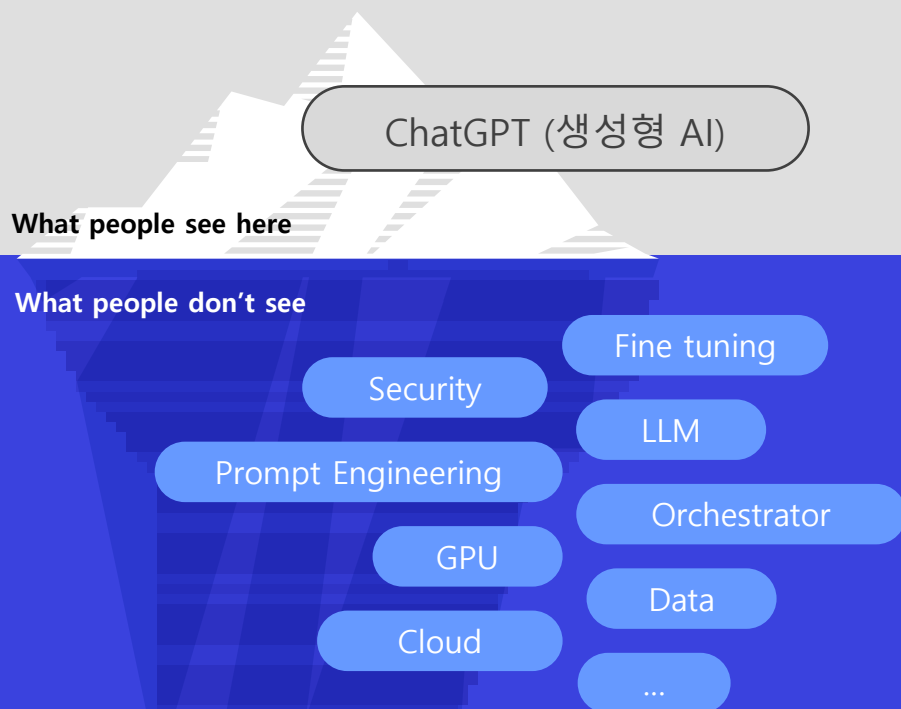 ChatGPT (생성형 AI)
What people see here
What people don’t see
Fine tuning
Security
LLM
Prompt Engineering
Orchestrator
GPU
Data
Cloud
...